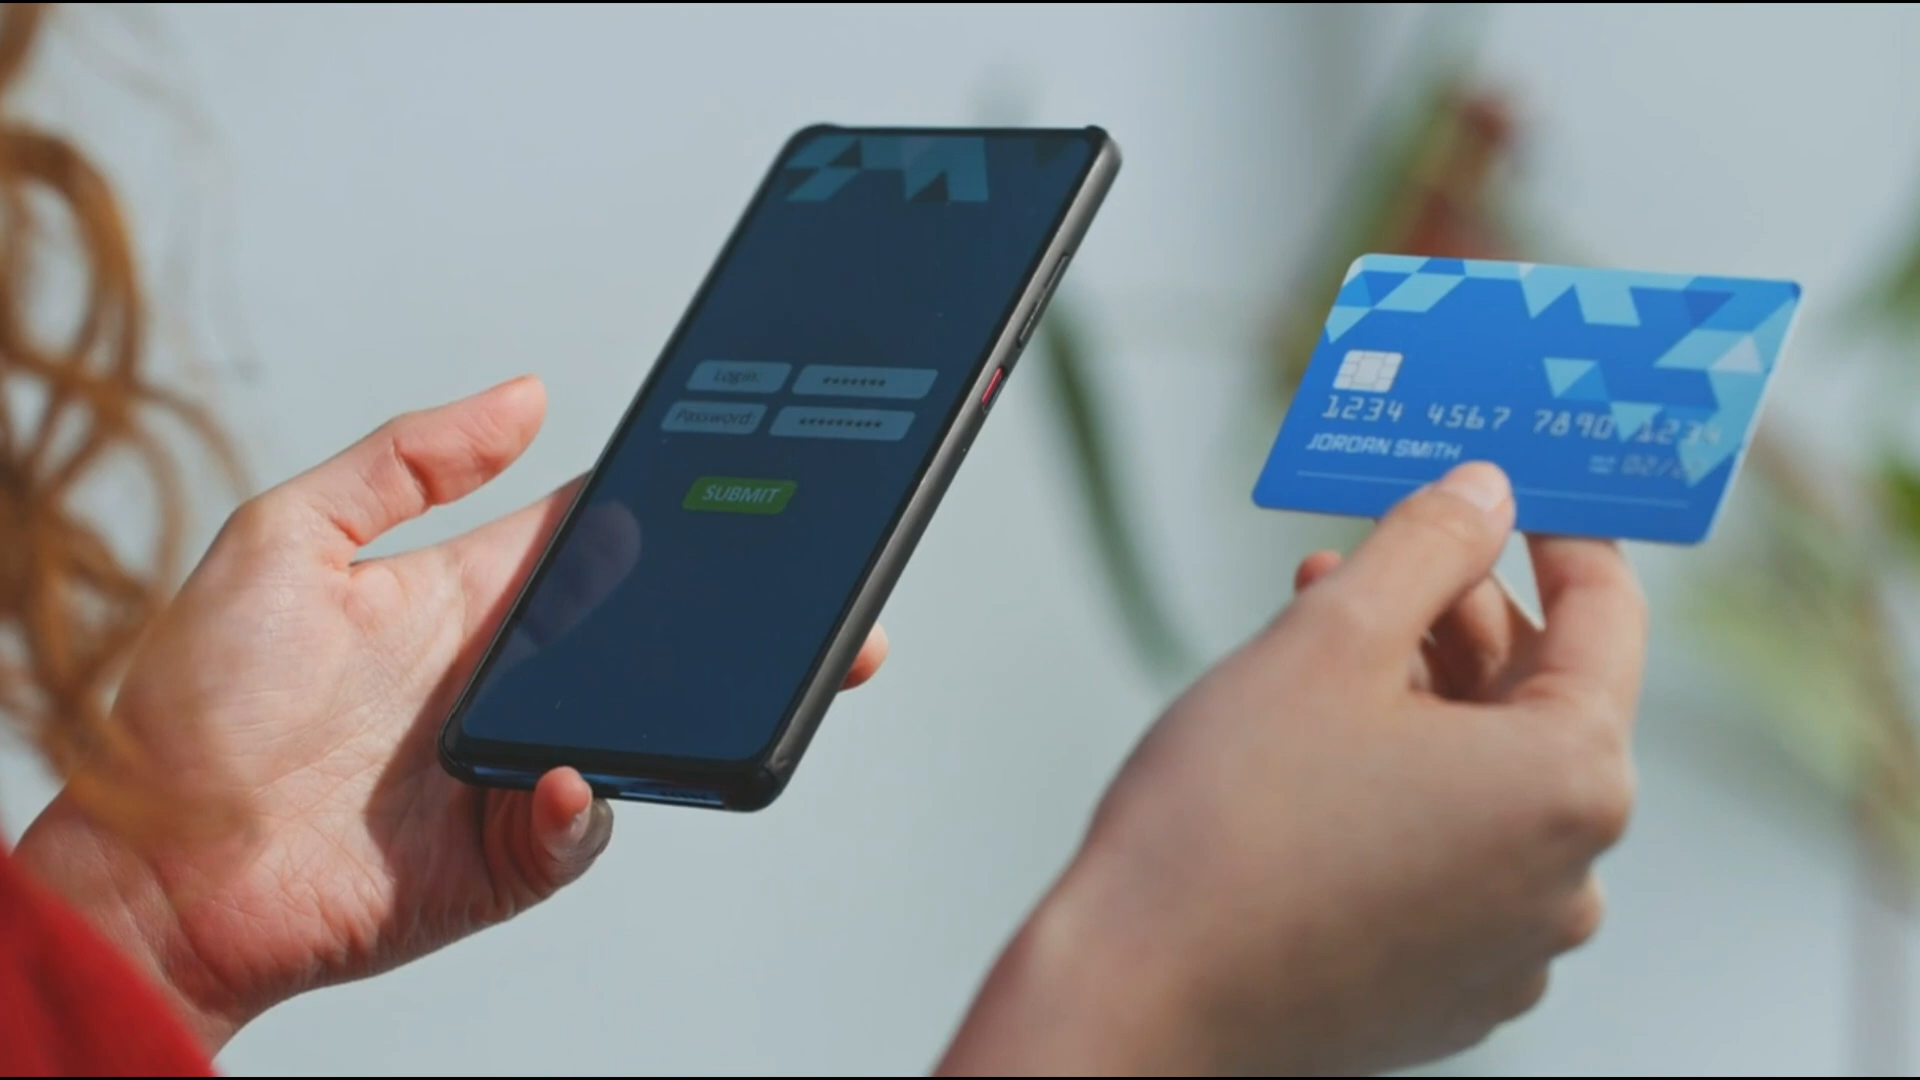 Login: •••••••
Password: •••••••••
SUBMIT
1234 4567 7890 1234
JORDAN SMITH